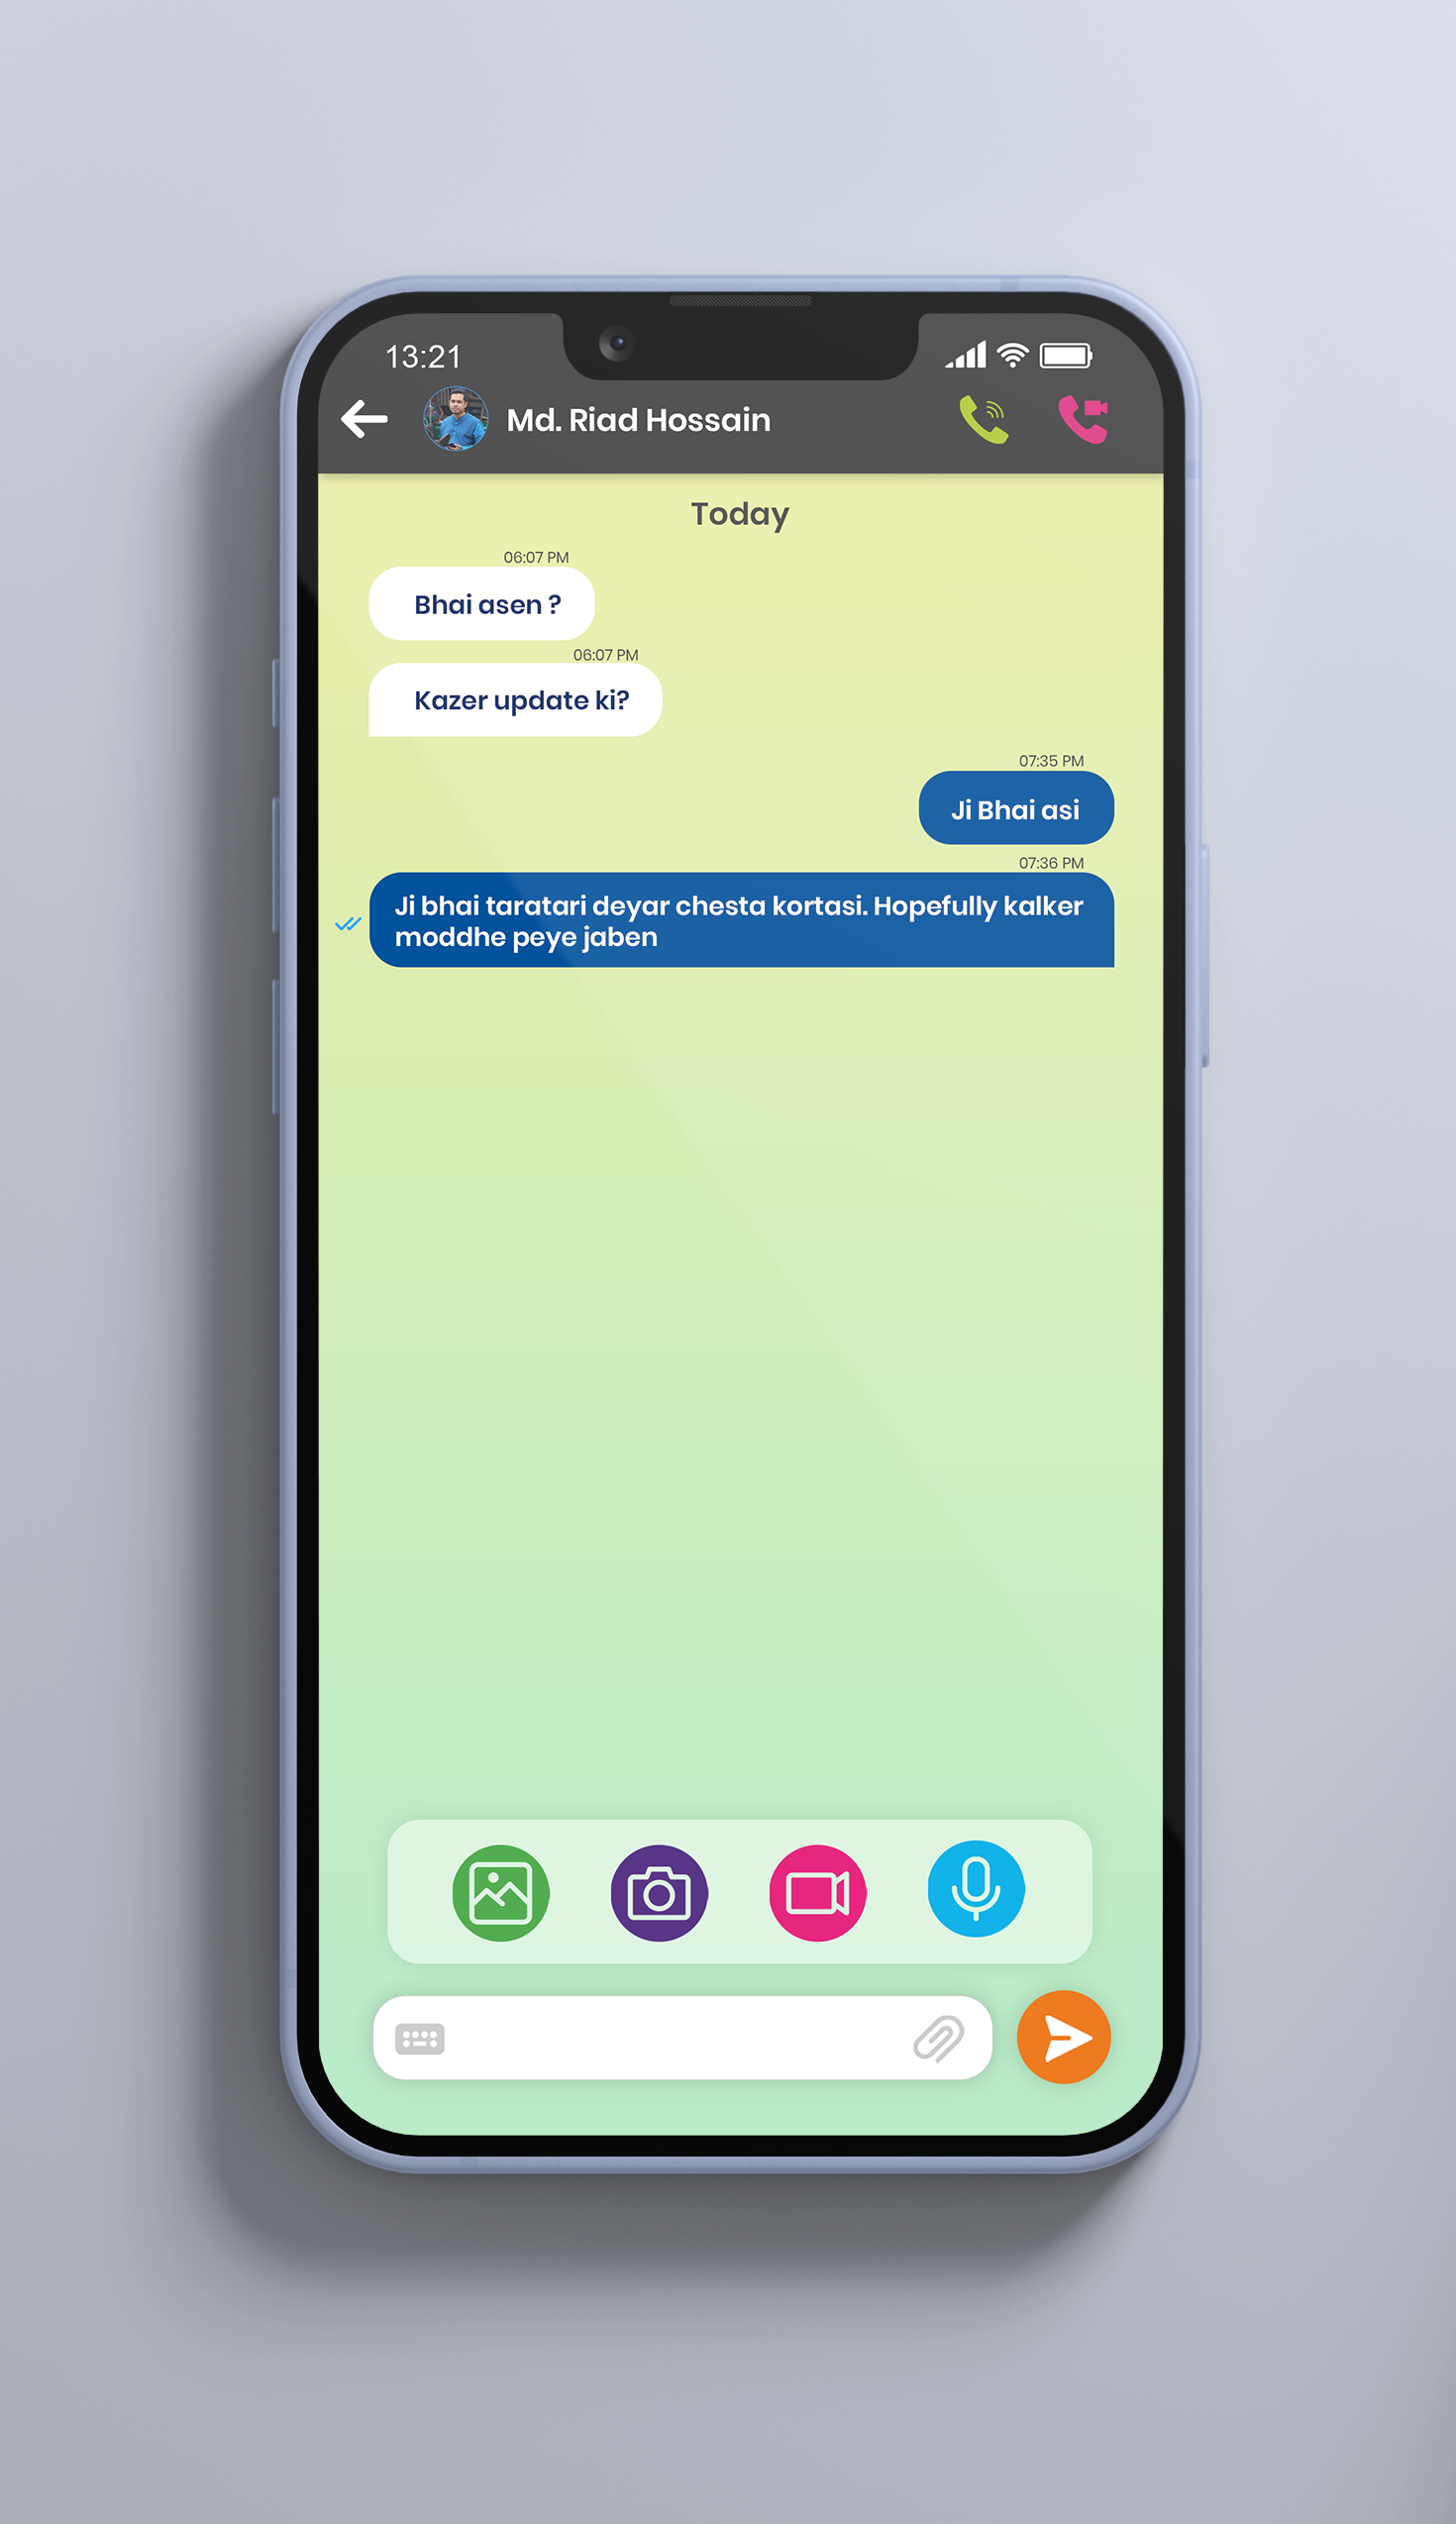 13:21
Md. Riad Hossain
Today
06:07 PM
Bhai asen ?
06:07 PM
Kazer update ki?
07:35 PM
Ji Bhai asi
07:36 PM
Ji bhai taratari deyar chesta kortasi. Hopefully kalker
moddhe peye jaben